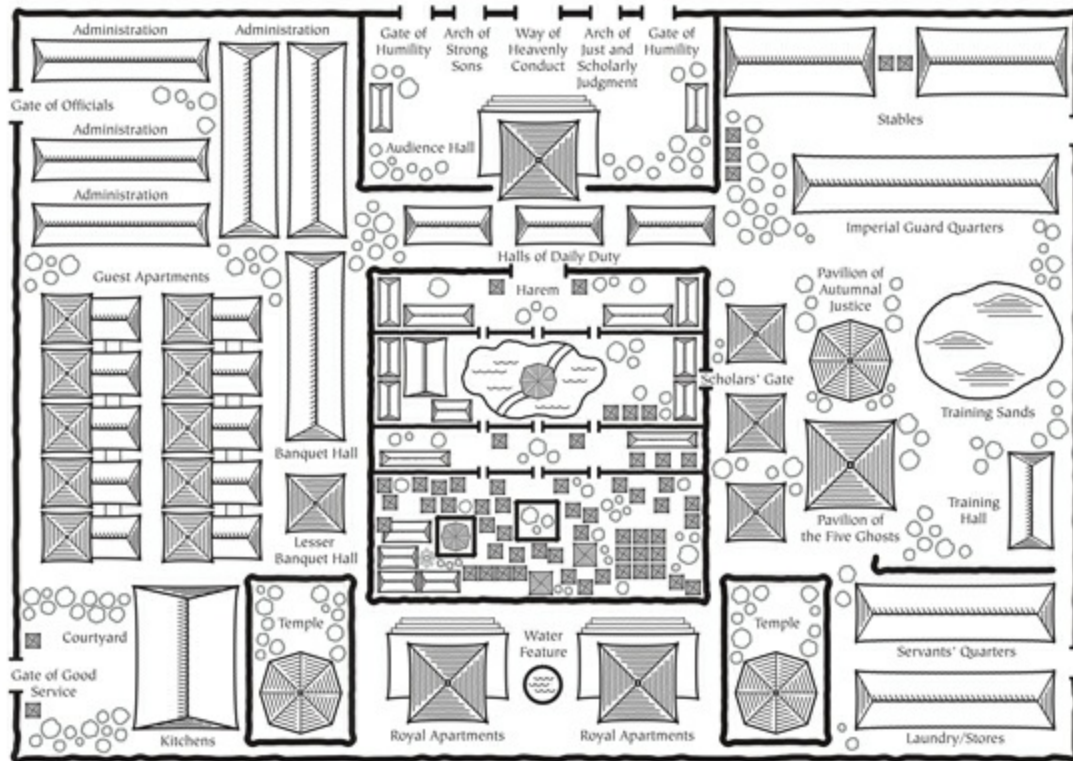 Administration
Administration
Gate of
Humility
Arch of
Strong
Sons
Way of
Heavenly
Conduct
Arch of
Just and
Scholarly
Judgment
Gate of
Humility
Gate of Officials
Administration
Administration
Audience Hall
Stables
Imperial Guard Quarters
Halls of Daily Duty
Guest Apartments
Harem
Pavilion of
Autumnal
Justice
Scholars' Gate
Training Sands
Banquet Hall
Lesser
Banquet Hall
Pavilion of
the Five Ghosts
Training
Hall
Courtyard
Temple
Water
Feature
Temple
Servants' Quarters
Gate of Good
Service
Kitchens
Royal Apartments
Royal Apartments
Laundry/Stores